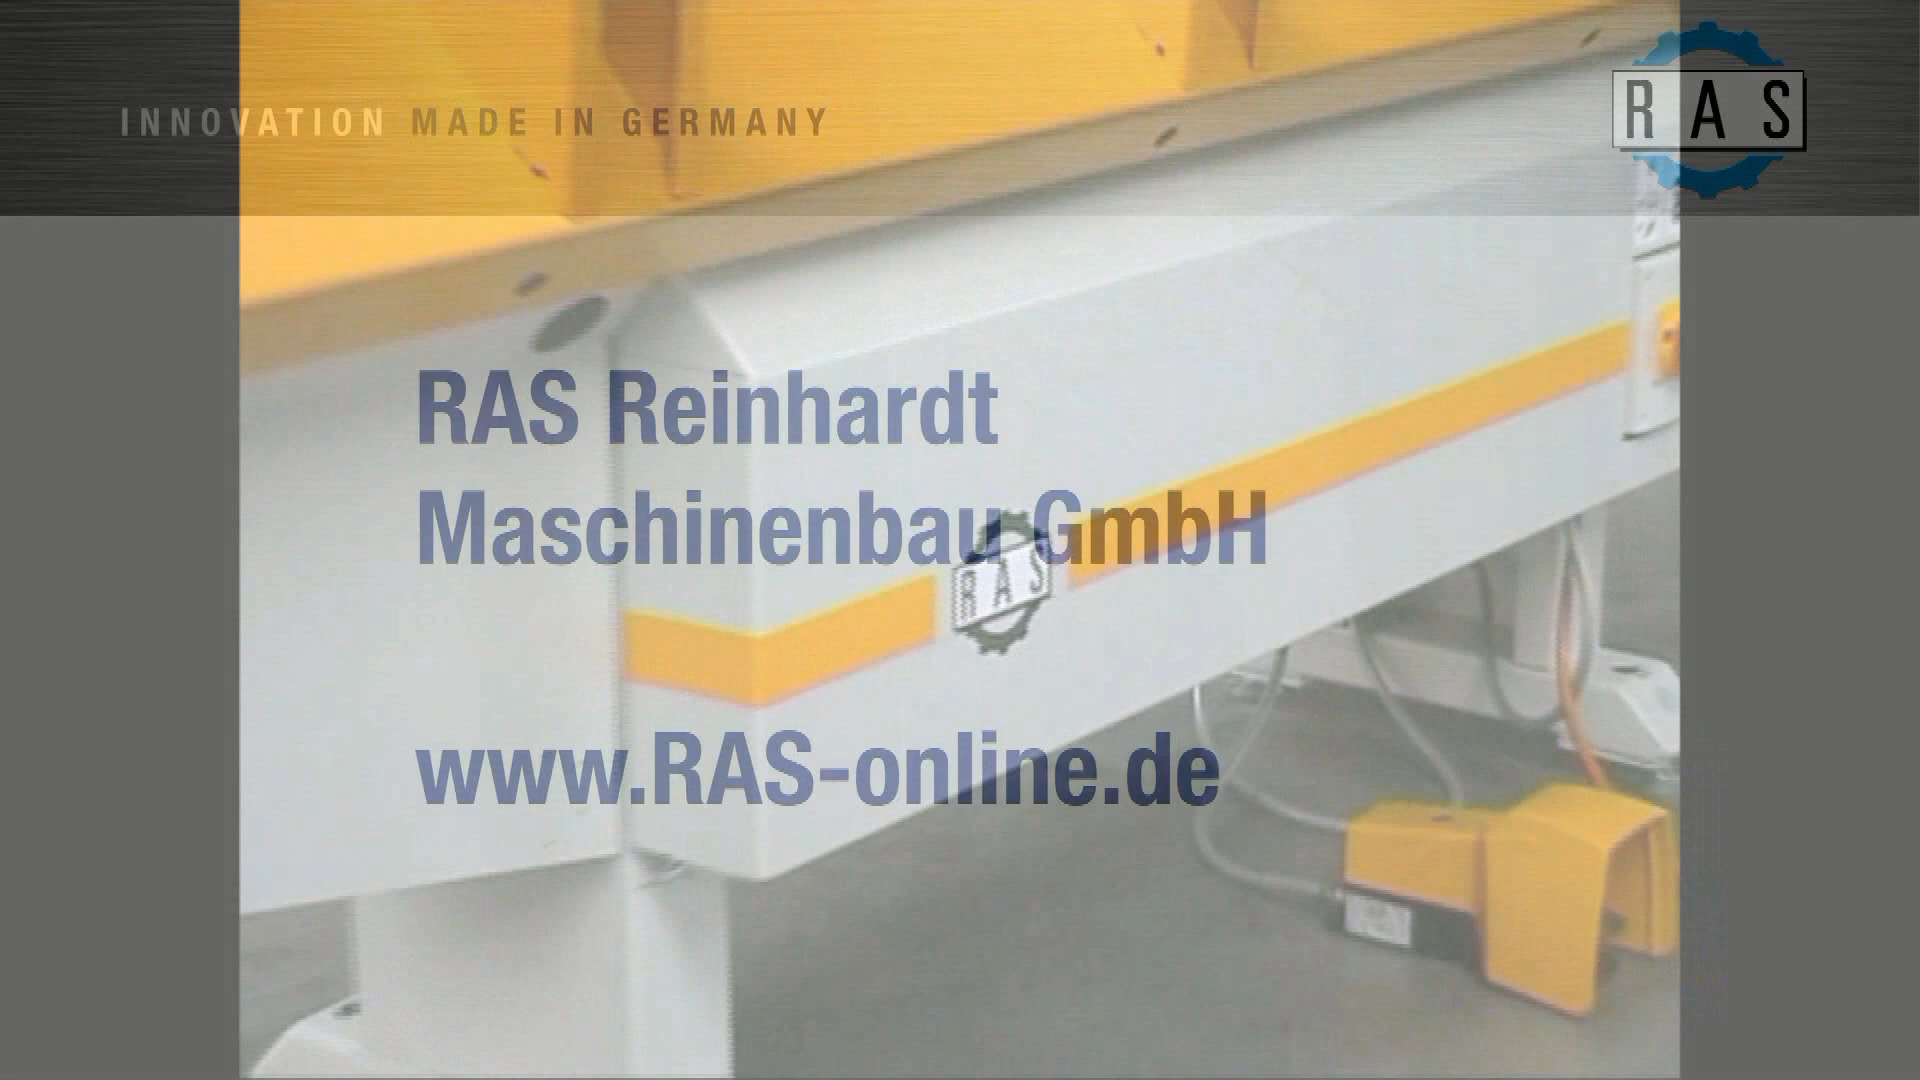 INNOVATION MADE IN GERMANY
RAS
RAS Reinhardt
Maschinenbau GmbH
RAS
www.RAS-online.de